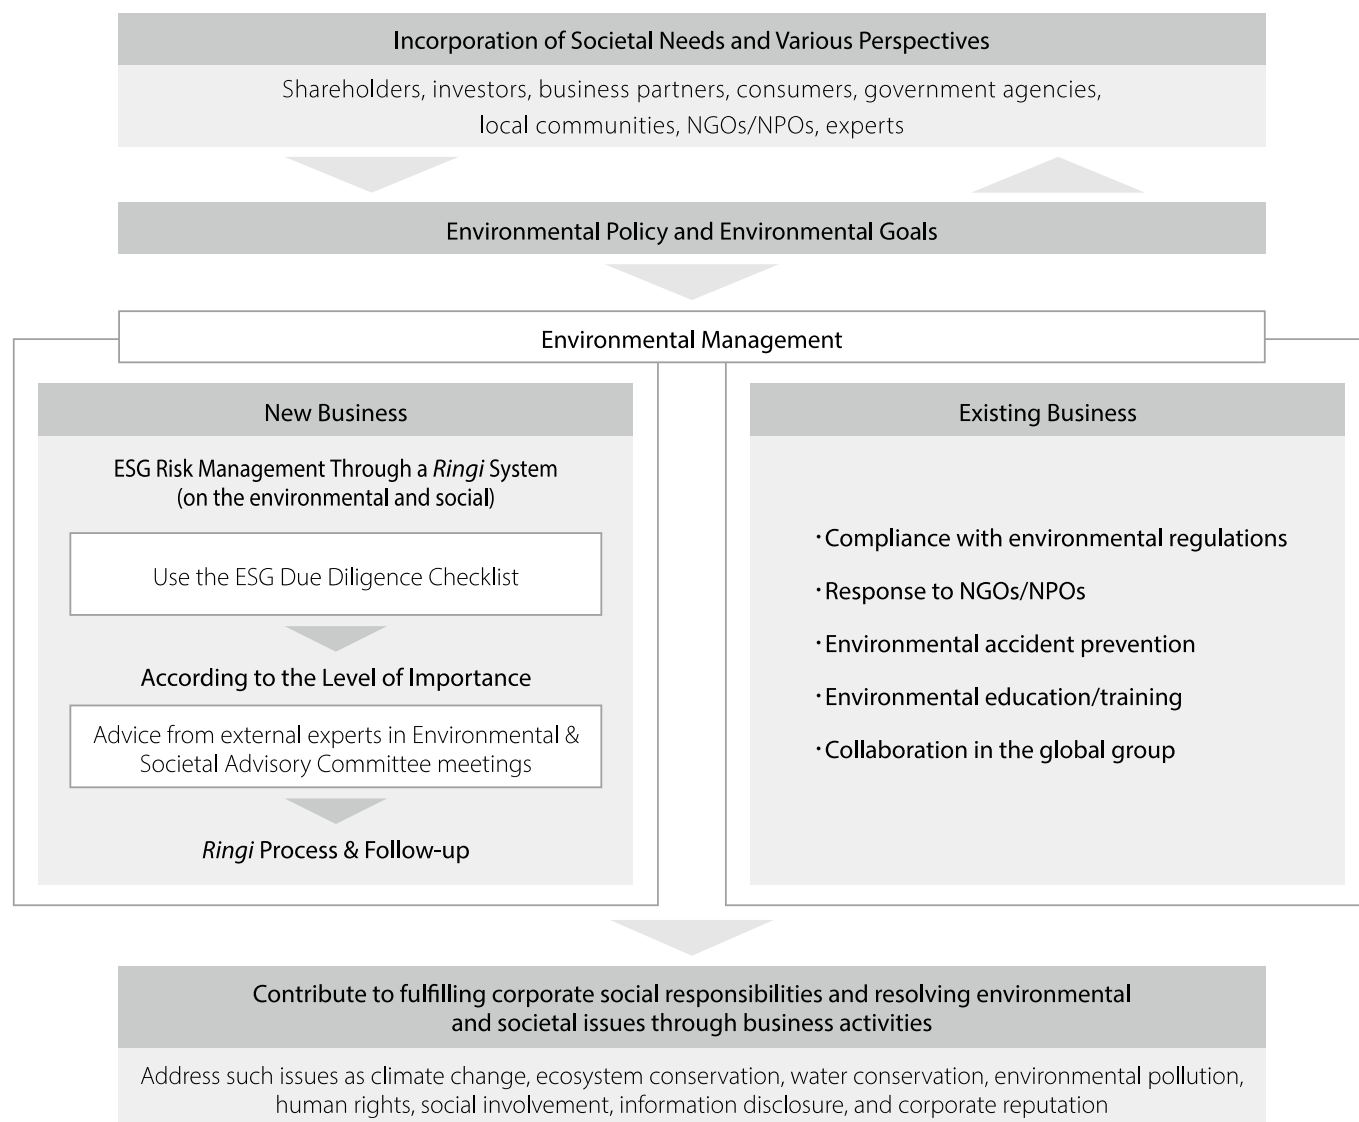 Incorporation of Societal Needs and Various Perspectives
Shareholders, investors, business partners, consumers, government agencies,
local communities, NGOs/NPOs, experts
Environmental Policy and Environmental Goals
Environmental Management
New Business
ESG Risk Management Through a Ringi System
(on the environmental and social)
Use the ESG Due Diligence Checklist
According to the Level of Importance
Advice from external experts in Environmental &
Societal Advisory Committee meetings
Ringi Process & Follow-up
Existing Business
・Compliance with environmental regulations
・Response to NGOs/NPOs
・Environmental accident prevention
・Environmental education/training
・Collaboration in the global group
Contribute to fulfilling corporate social responsibilities and resolving environmental
and societal issues through business activities
Address such issues as climate change, ecosystem conservation, water conservation, environmental pollution,
human rights, social involvement, information disclosure, and corporate reputation